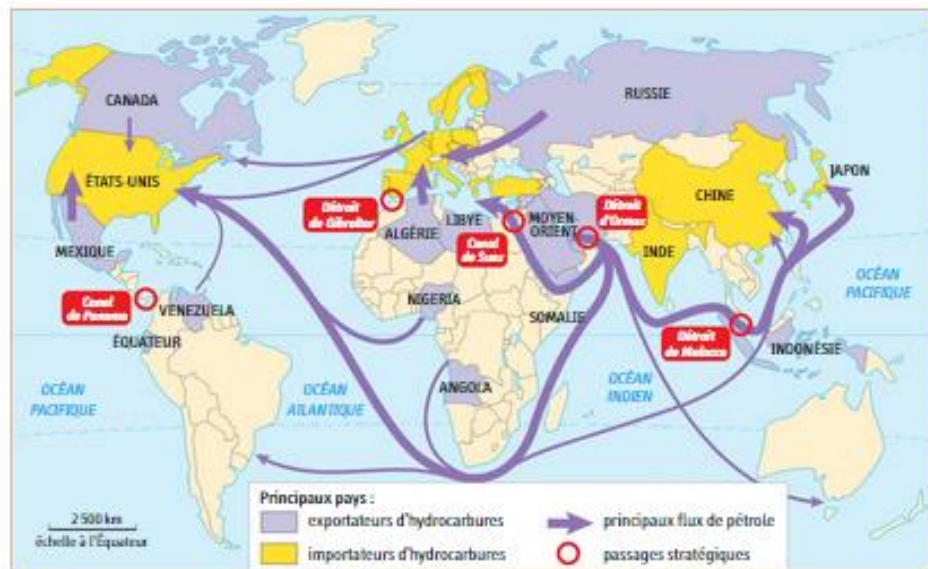 CANADA
RUSSIE
ÉTATS-UNIS
JAPON
CHINE
Détroit
de Gibraltar
Détroit
d'Ormuz
LIBYE
MOYEN-
ORIENT
ALGÉRIE
Canal
de Suez
INDE
MEXIQUE
Canal
de Panama
VENEZUELA
NIGERIA
SOMALIE
OCÉAN
PACIFIQUE
ÉQUATEUR
Détroit
de Malacca
INDONÉSIE
OCÉAN
PACIFIQUE
OCÉAN
ATLANTIQUE
ANGOLA
OCÉAN
INDIEN
Principaux pays :
exportateurs d'hydrocarbures
principaux flux de pétrole
importateurs d'hydrocarbures
passages stratégiques
2 500 km
échelle à l'Équateur